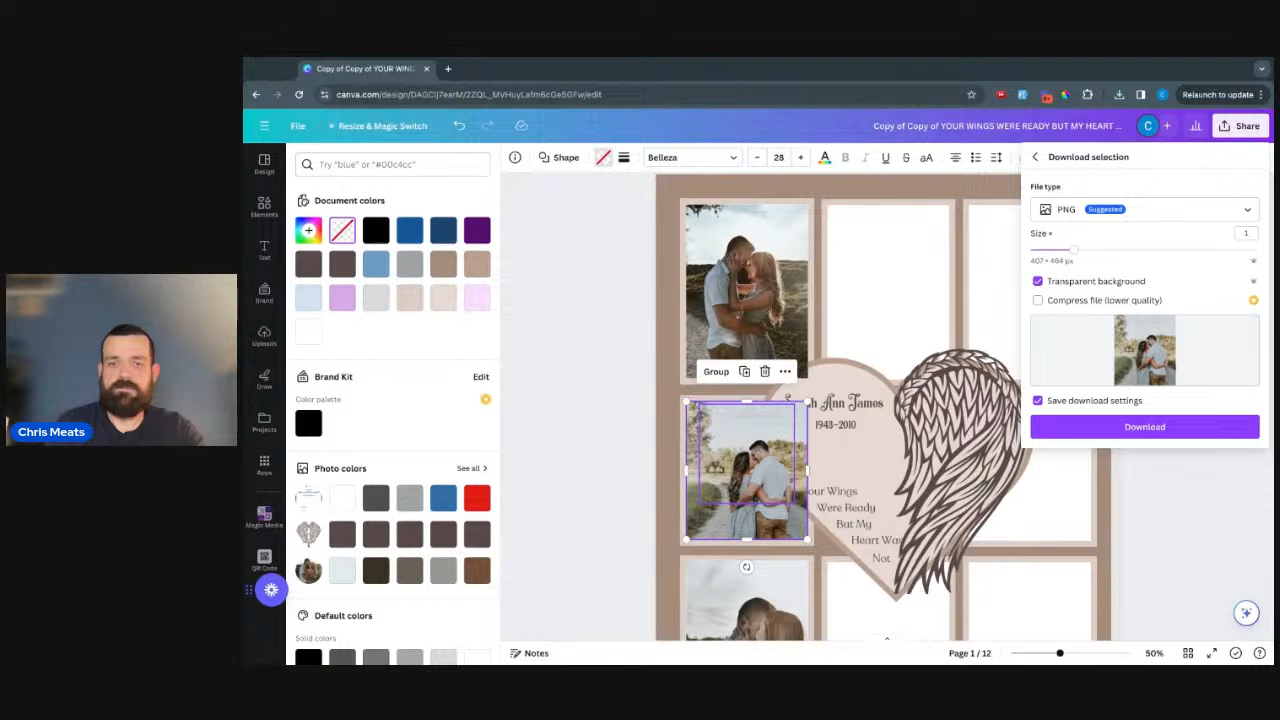 Copy of Copy of YOUR WING
canva.com/design/DAGCIj7earM/2ZQL_MVHuyLafm6cGe5GFw/edit
Relaunch to update
File
Resize & Magic Switch
Copy of Copy of YOUR WINGS WERE READY BUT MY HEART ...
C
Share
Design
Elements
Text
Brand
Uploads
Draw
Projects
Apps
Magic Media
QR Code
Try "blue" or "#00c4cc"
Document colors
Brand Kit
Edit
Color palette
Photo colors
See all
Default colors
Solid colors
Shape
Belleza
28
A
B
I
U
S
aA
Group
Ann James
1943-2010
our Wings
Were Ready
But My
Heart Was
Not
Download selection
File type
PNG
Suggested
Size ×
1
407 × 464 px
Transparent background
Compress file (lower quality)
Save download settings
Download
Notes
Page 1 / 12
50%
Chris Meats